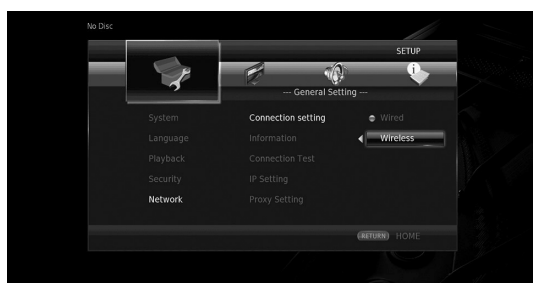 No Disc
SETUP
--- General Setting ---
System Connection setting Wired
Language Information Wireless
Playback Connection Test
Security IP Setting
Network Proxy Setting
RETURN HOME